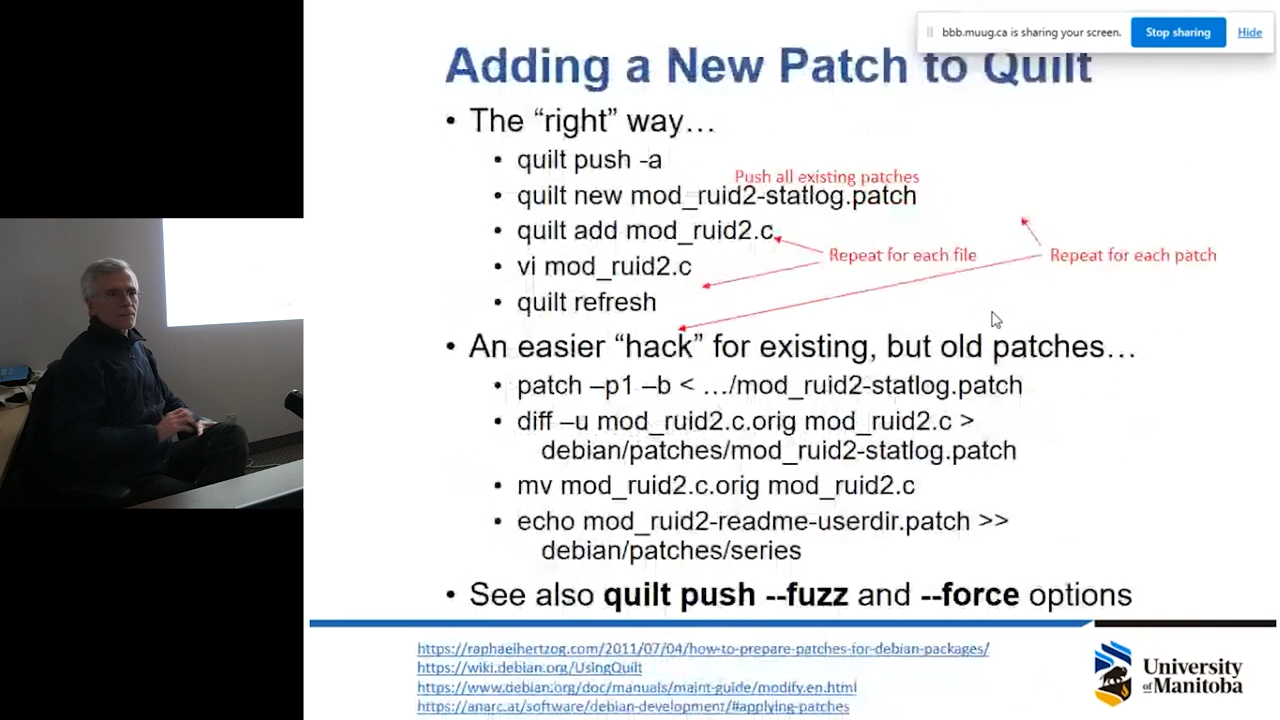 bbb.muug.ca is sharing your screen.
Stop sharing
Hide
Adding a New Patch to Quilt
• The “right” way…
• quilt push -a
Push all existing patches
• quilt new mod_ruid2-statlog.patch
• quilt add mod_ruid2.c
Repeat for each file
Repeat for each patch
• vi mod_ruid2.c
• quilt refresh
• An easier “hack” for existing, but old patches…
• patch –p1 –b < …/mod_ruid2-statlog.patch
• diff –u mod_ruid2.c.orig mod_ruid2.c >
debian/patches/mod_ruid2-statlog.patch
• mv mod_ruid2.c.orig mod_ruid2.c
• echo mod_ruid2-readme-userdir.patch >>
debian/patches/series
• See also quilt push --fuzz and --force options
https://raphaelhertzog.com/2011/07/04/how-to-prepare-patches-for-debian-packages/
https://wiki.debian.org/UsingQuilt
https://www.debian.org/doc/manuals/maint-guide/modify.en.html
https://anarc.at/software/debian-development/#applying-patches
University
of Manitoba